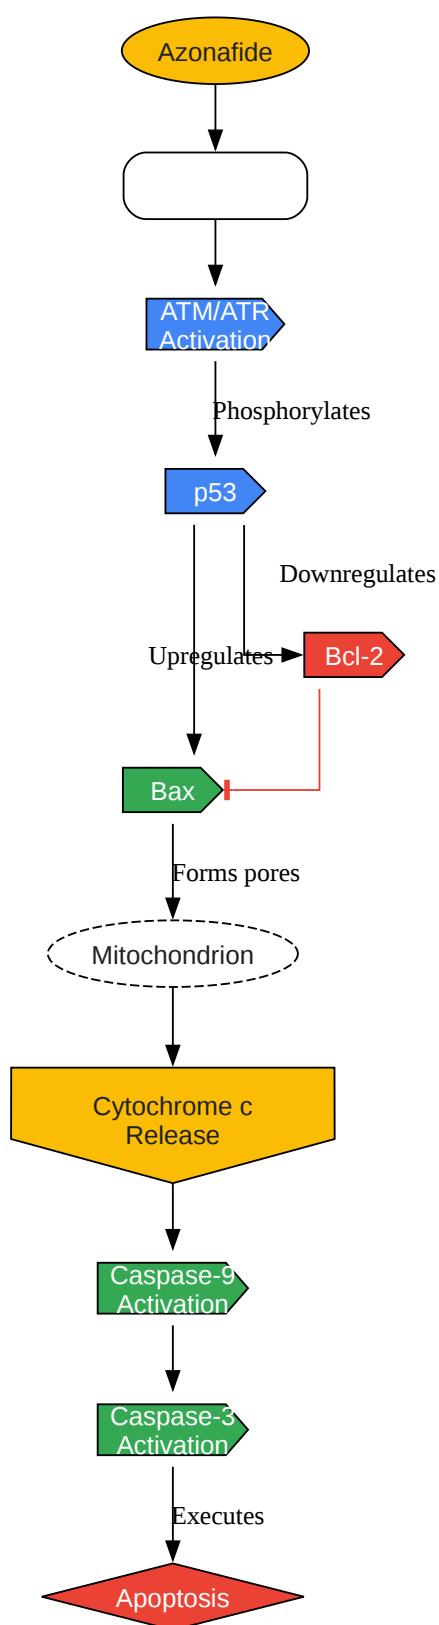 Azonafide
ATM/ATR
Activation
Phosphorylates
p53
Downregulates
Upregulates
Bcl-2
Bax
Forms pores
Mitochondrion
Cytochrome c
Release
Caspase-9
Activation
Caspase-3
Activation
Executes
Apoptosis